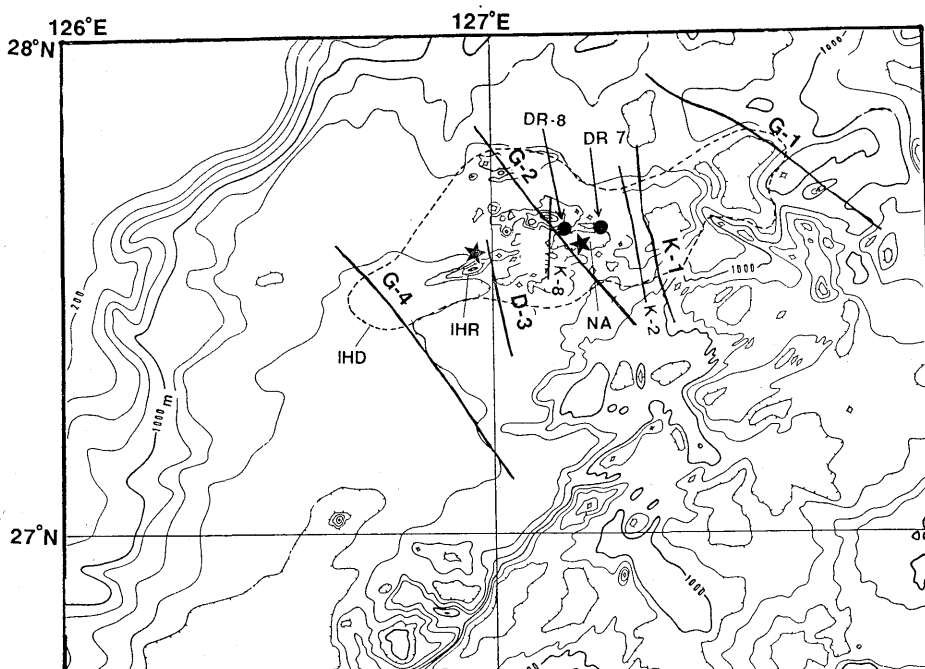 126°E
127°E
28°N
1000
G-1
DR-8
DR 7
G-2
200
G-4
K-8
K-1
1000
D-3
K-2
NA
IHR
IHD
1000 m
27°N
1000